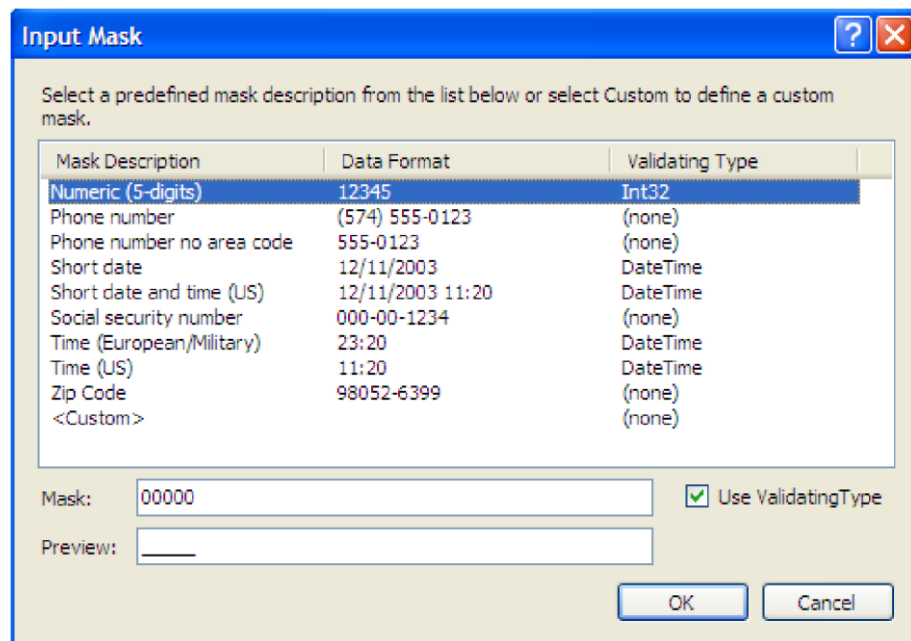 Input Mask
?
Select a predefined mask description from the list below or select Custom to define a custom
mask.
Mask Description Data Format Validating Type
Numeric (5-digits) 12345 Int32
Phone number (574) 555-0123 (none)
Phone number no area code 555-0123 (none)
Short date 12/11/2003 DateTime
Short date and time (US) 12/11/2003 11:20 DateTime
Social security number 000-00-1234 (none)
Time (European/Military) 23:20 DateTime
Time (US) 11:20 DateTime
Zip Code 98052-6399 (none)
<Custom> (none)
Mask: 00000 Use ValidatingType
Preview: _____
OK Cancel